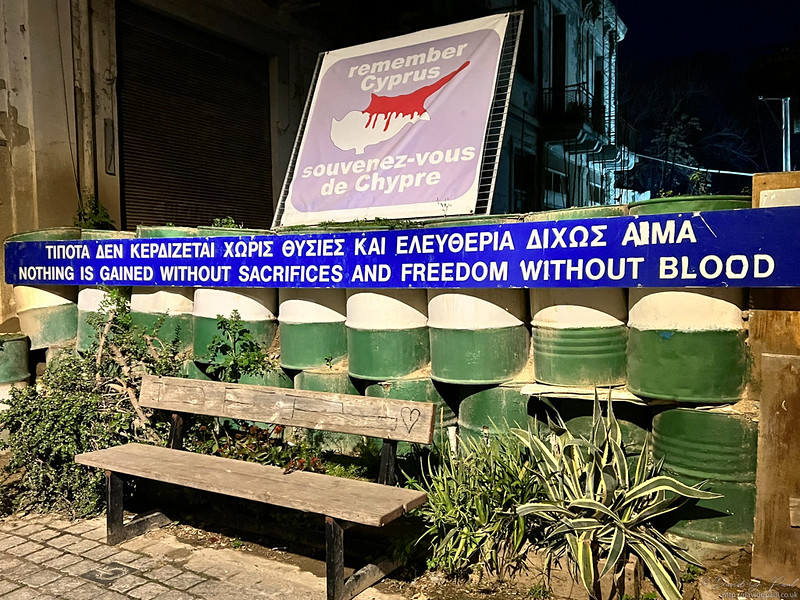 remember
Cyprus
souvenez-vous
de Chypre
ΤΙΠΟΤΑ ΔΕΝ ΚΕΡΔΙΖΕΤΑΙ ΧΩΡΙΣ ΘΥΣΙΕΣ ΚΑΙ ΕΛΕΥΘΕΡΙΑ ΔΙΧΩΣ ΑΙΜΑ
NOTHING IS GAINED WITHOUT SACRIFICES AND FREEDOM WITHOUT BLOOD